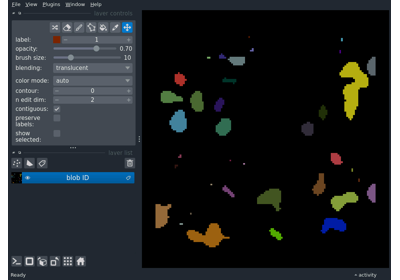 File View Plugins Window Help
layer controls
label: 1
opacity: 0.70
brush size: 10
blending: translucent
color mode: auto
contour: 0
n edit dim: 2
contiguous:
preserve
labels:
show
selected:
layer list
blob ID
Ready
activity